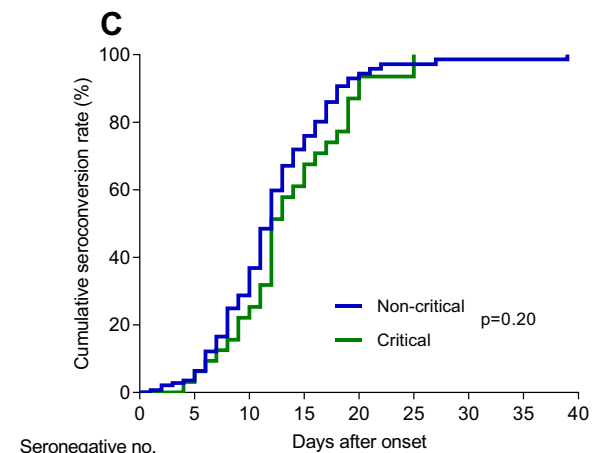 C
Cumulative seroconversion rate (%)
100
80
60
40
20
0
Non-critical
Critical
p=0.20
0 5 10 15 20 25 30 35 40
Days after onset
Seronegative no.